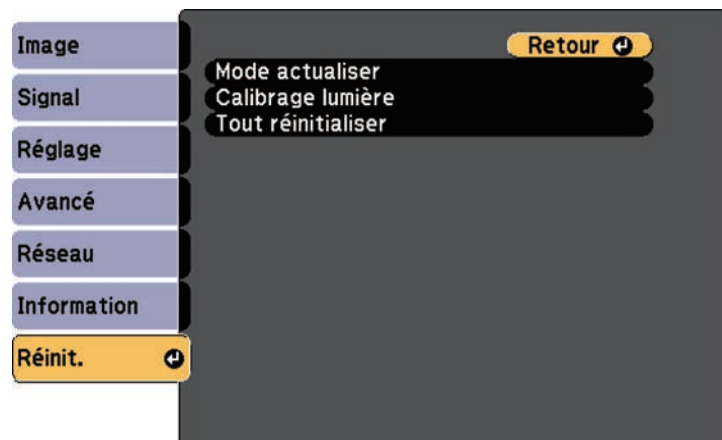 Image
Signal
Réglage
Avancé
Réseau
Information
Réinit.
Retour
Mode actualiser
Calibrage lumière
Tout réinitialiser